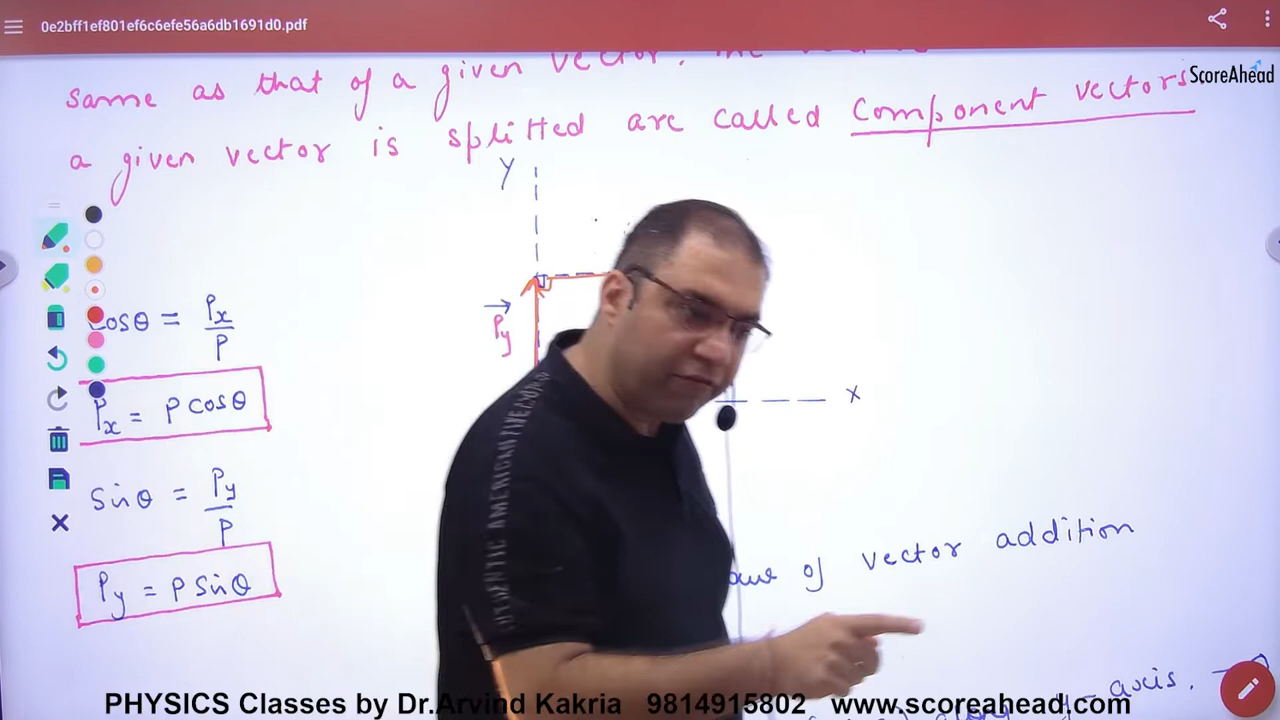 0e2bff1ef801ef6c6efe56a6db1691d0.pdf
ScoreAhead
same as that of a given vector.
a given vector is splitted are called Component vectors
Y
Py
x
Cosθ = Px/P
Px = P Cosθ
Sinθ = Py/P
Py = P Sinθ
of vector addition
axis.
PHYSICS Classes by Dr.Arvind Kakria 9814915802 www.scoreahead.com